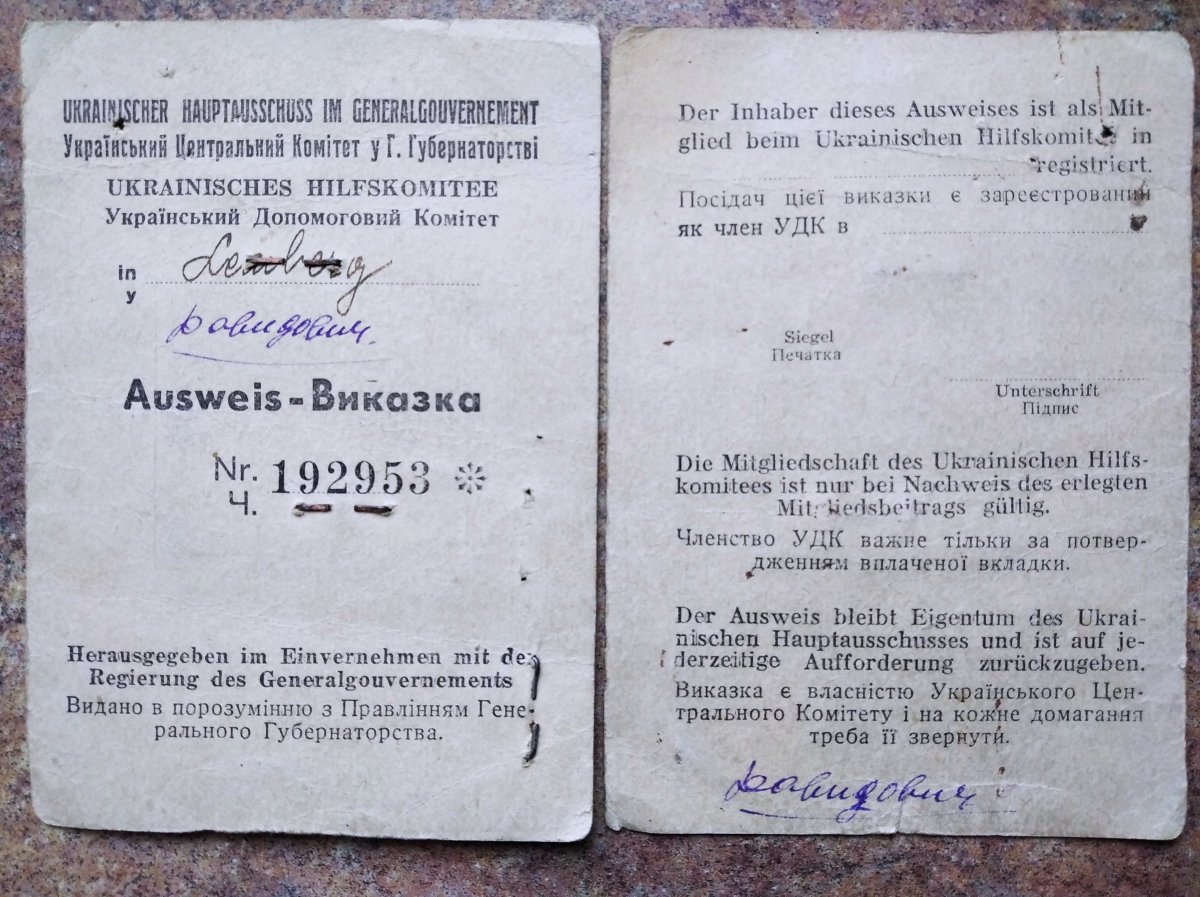 UKRAINISCHER HAUPTAUSSCHUSS IM GENERALGOUVERNEMENT
Український Центральний Комітет у Г. Губернаторстві
UKRAINISCHES HILFSKOMITEE
Український Допомоговий Комітет
in Lemberg
у
Давидович.
Ausweis-Виказка
Nr. 192953
Ч.
Herausgegeben im Einvernehmen mit der
Regierung des Generalgouvernements
Видано в порозумінню з Правлінням Гене-
рального Губернаторства.
Der Inhaber dieses Ausweises ist als Mit-
glied beim Ukrainischen Hilfskomitee in
registriert.
Посідач цієї виказки є зареєстрований
як член УДК в
Siegel
Печатка
Unterschrift
Підпис
Die Mitgliedschaft des Ukrainischen Hilfs-
komitees ist nur bei Nachweis des erlegten
Mitgliedsbeitrags gültig.
Членство УДК важне тільки за потвер-
дженням вплаченої вкладки.
Der Ausweis bleibt Eigentum des Ukrai-
nischen Hauptausschusses und ist auf je-
derzeitige Aufforderung zurückzugeben.
Виказка є власністю Українського Цен-
трального Комітету і на кожне домагання
треба її звернути.
Давидович